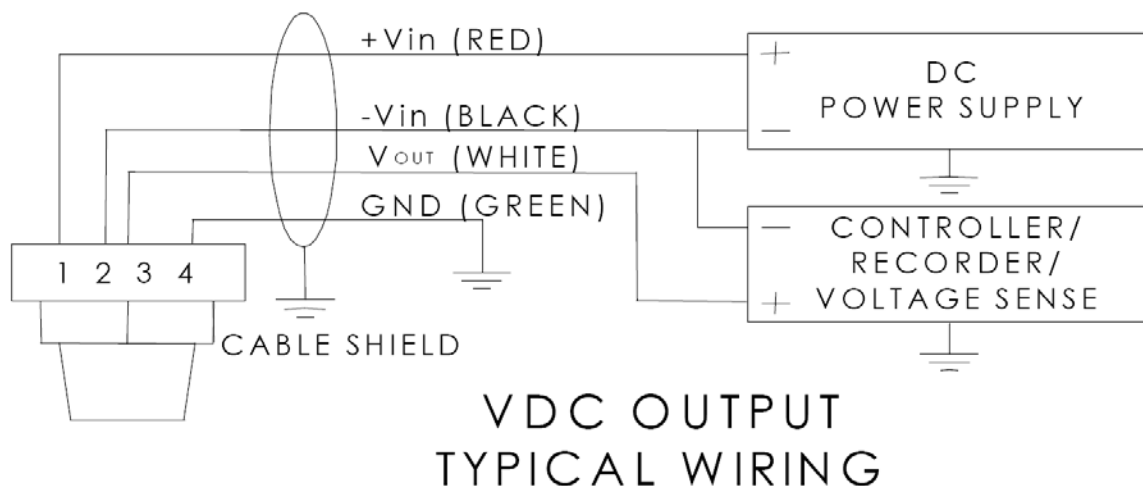 +Vin (RED)
+
DC
POWER SUPPLY
-Vin (BLACK)
−
VOUT (WHITE)
GND (GREEN)
−
CONTROLLER/
RECORDER/
VOLTAGE SENSE
+
1 2 3 4
CABLE SHIELD
VDC OUTPUT
TYPICAL WIRING